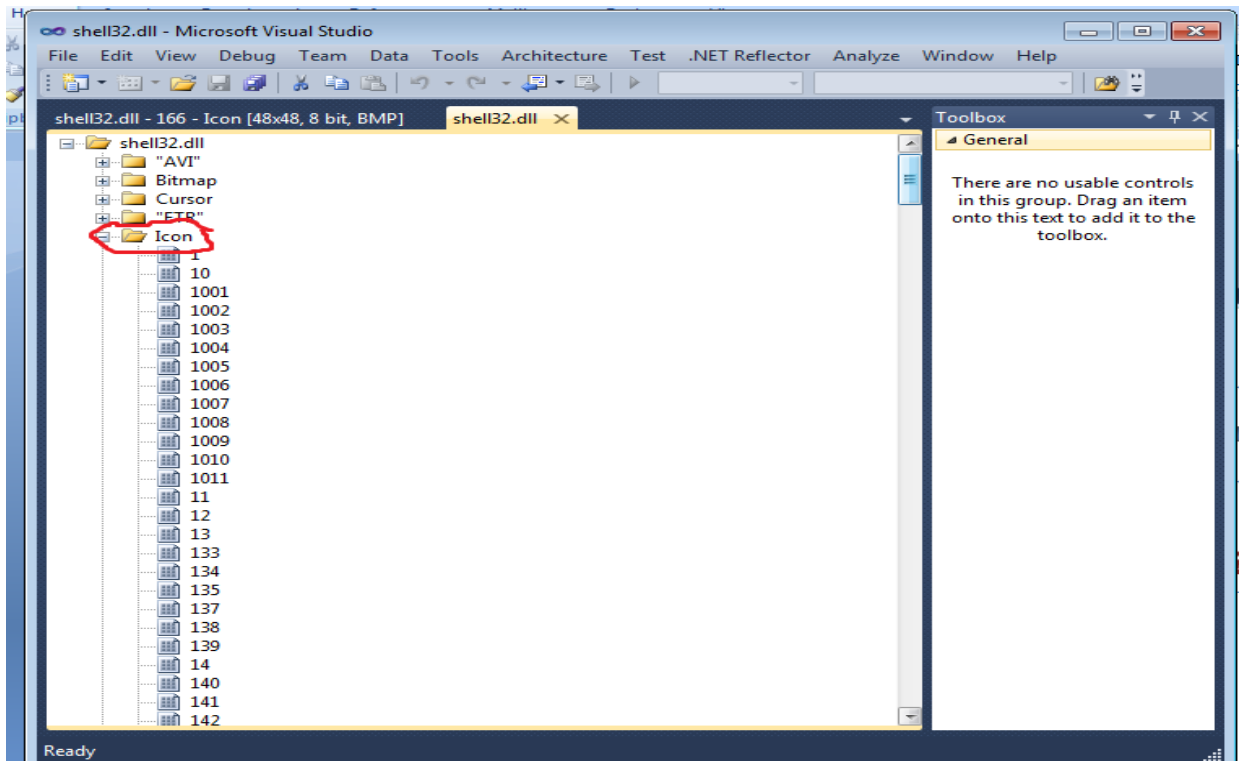 shell32.dll - Microsoft Visual Studio
File Edit View Debug Team Data Tools Architecture Test .NET Reflector Analyze Window Help
shell32.dll - 166 - Icon [48x48, 8 bit, BMP] shell32.dll
Toolbox
General
There are no usable controls
in this group. Drag an item
onto this text to add it to the
toolbox.
shell32.dll
"AVI"
Bitmap
Cursor
"FTR"
Icon
1
10
1001
1002
1003
1004
1005
1006
1007
1008
1009
1010
1011
11
12
13
133
134
135
137
138
139
14
140
141
142
Ready